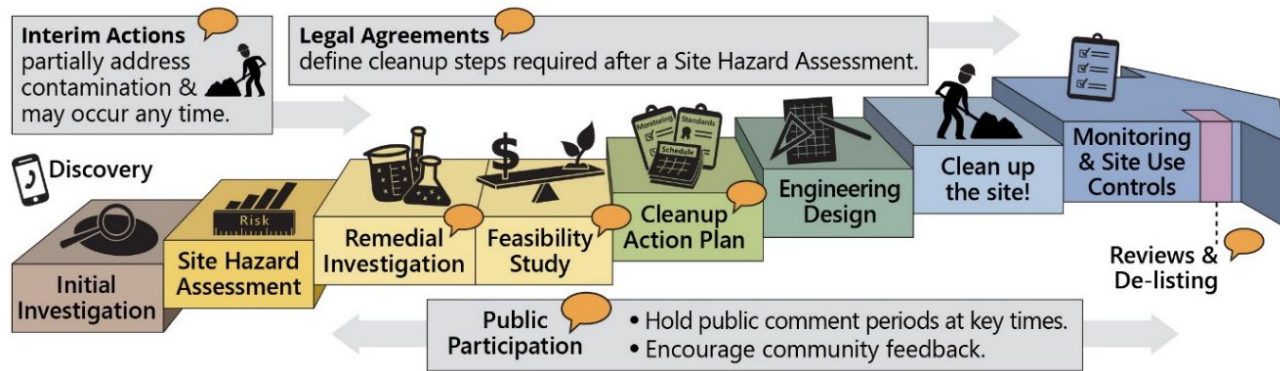 Interim Actions
partially address
contamination &
may occur any time.
Legal Agreements
define cleanup steps required after a Site Hazard Assessment.
Discovery
Initial
Investigation
Risk
Site Hazard
Assessment
Remedial
Investigation
$
Feasibility
Study
Monitoring
Standards
Schedule
Cleanup
Action Plan
Engineering
Design
Clean up
the site!
Monitoring
& Site Use
Controls
Reviews &
De-listing
Public
Participation
• Hold public comment periods at key times.
• Encourage community feedback.